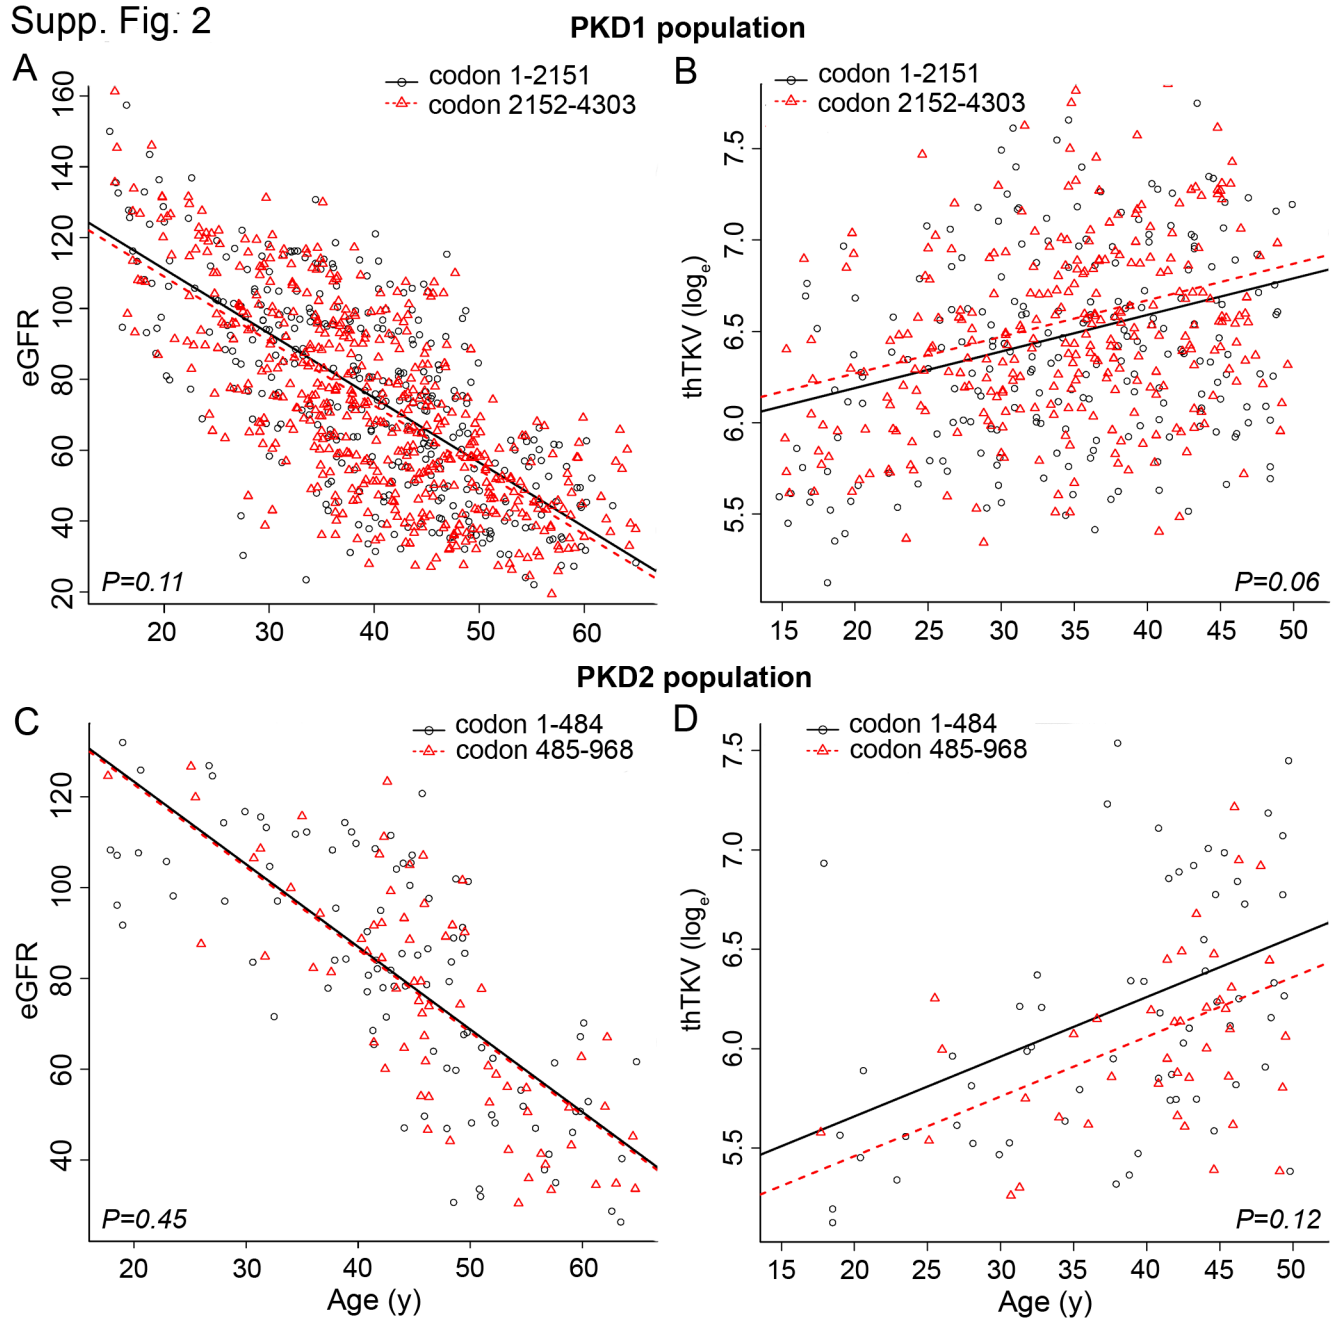 Supp. Fig. 2
PKD1 population
A
codon 1-2151
codon 2152-4303
eGFR
160
140
120
100
80
60
40
20
P=0.11
20 30 40 50 60
B
codon 1-2151
codon 2152-4303
thTKV (loge)
7.5
7.0
6.5
6.0
5.5
P=0.06
15 20 25 30 35 40 45 50
PKD2 population
C
codon 1-484
codon 485-968
eGFR
120
100
80
60
40
P=0.45
20 30 40 50 60
Age (y)
D
codon 1-484
codon 485-968
thTKV (loge)
7.5
7.0
6.5
6.0
5.5
P=0.12
15 20 25 30 35 40 45 50
Age (y)